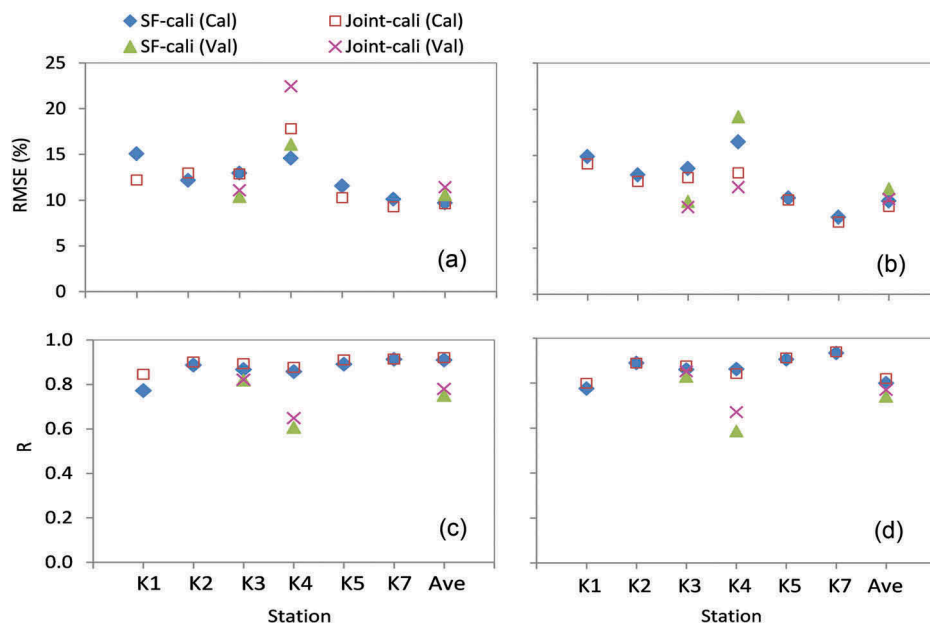 SF-cali (Cal) Joint-cali (Cal)
SF-cali (Val) Joint-cali (Val)
25
20
15
10
5
0
RMSE (%)
(a)
(b)
1.0
0.8
0.6
0.4
0.2
0.0
R
(c)
(d)
K1 K2 K3 K4 K5 K7 Ave
K1 K2 K3 K4 K5 K7 Ave
Station
Station